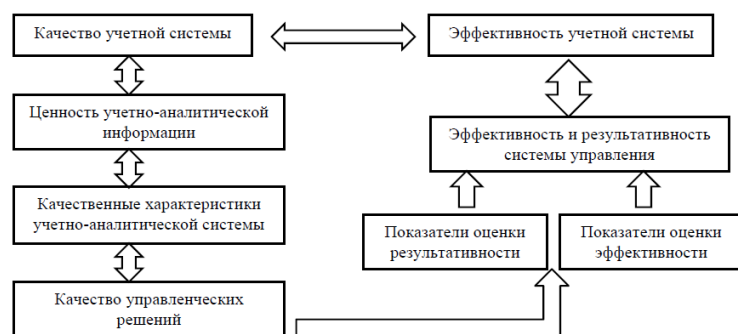 Качество учетной системы
Эффективность учетной системы
Ценность учетно-аналитической
информации
Эффективность и результативность
системы управления
Качественные характеристики
учетно-аналитической системы
Показатели оценки
результативности
Показатели оценки
эффективности
Качество управленческих
решений